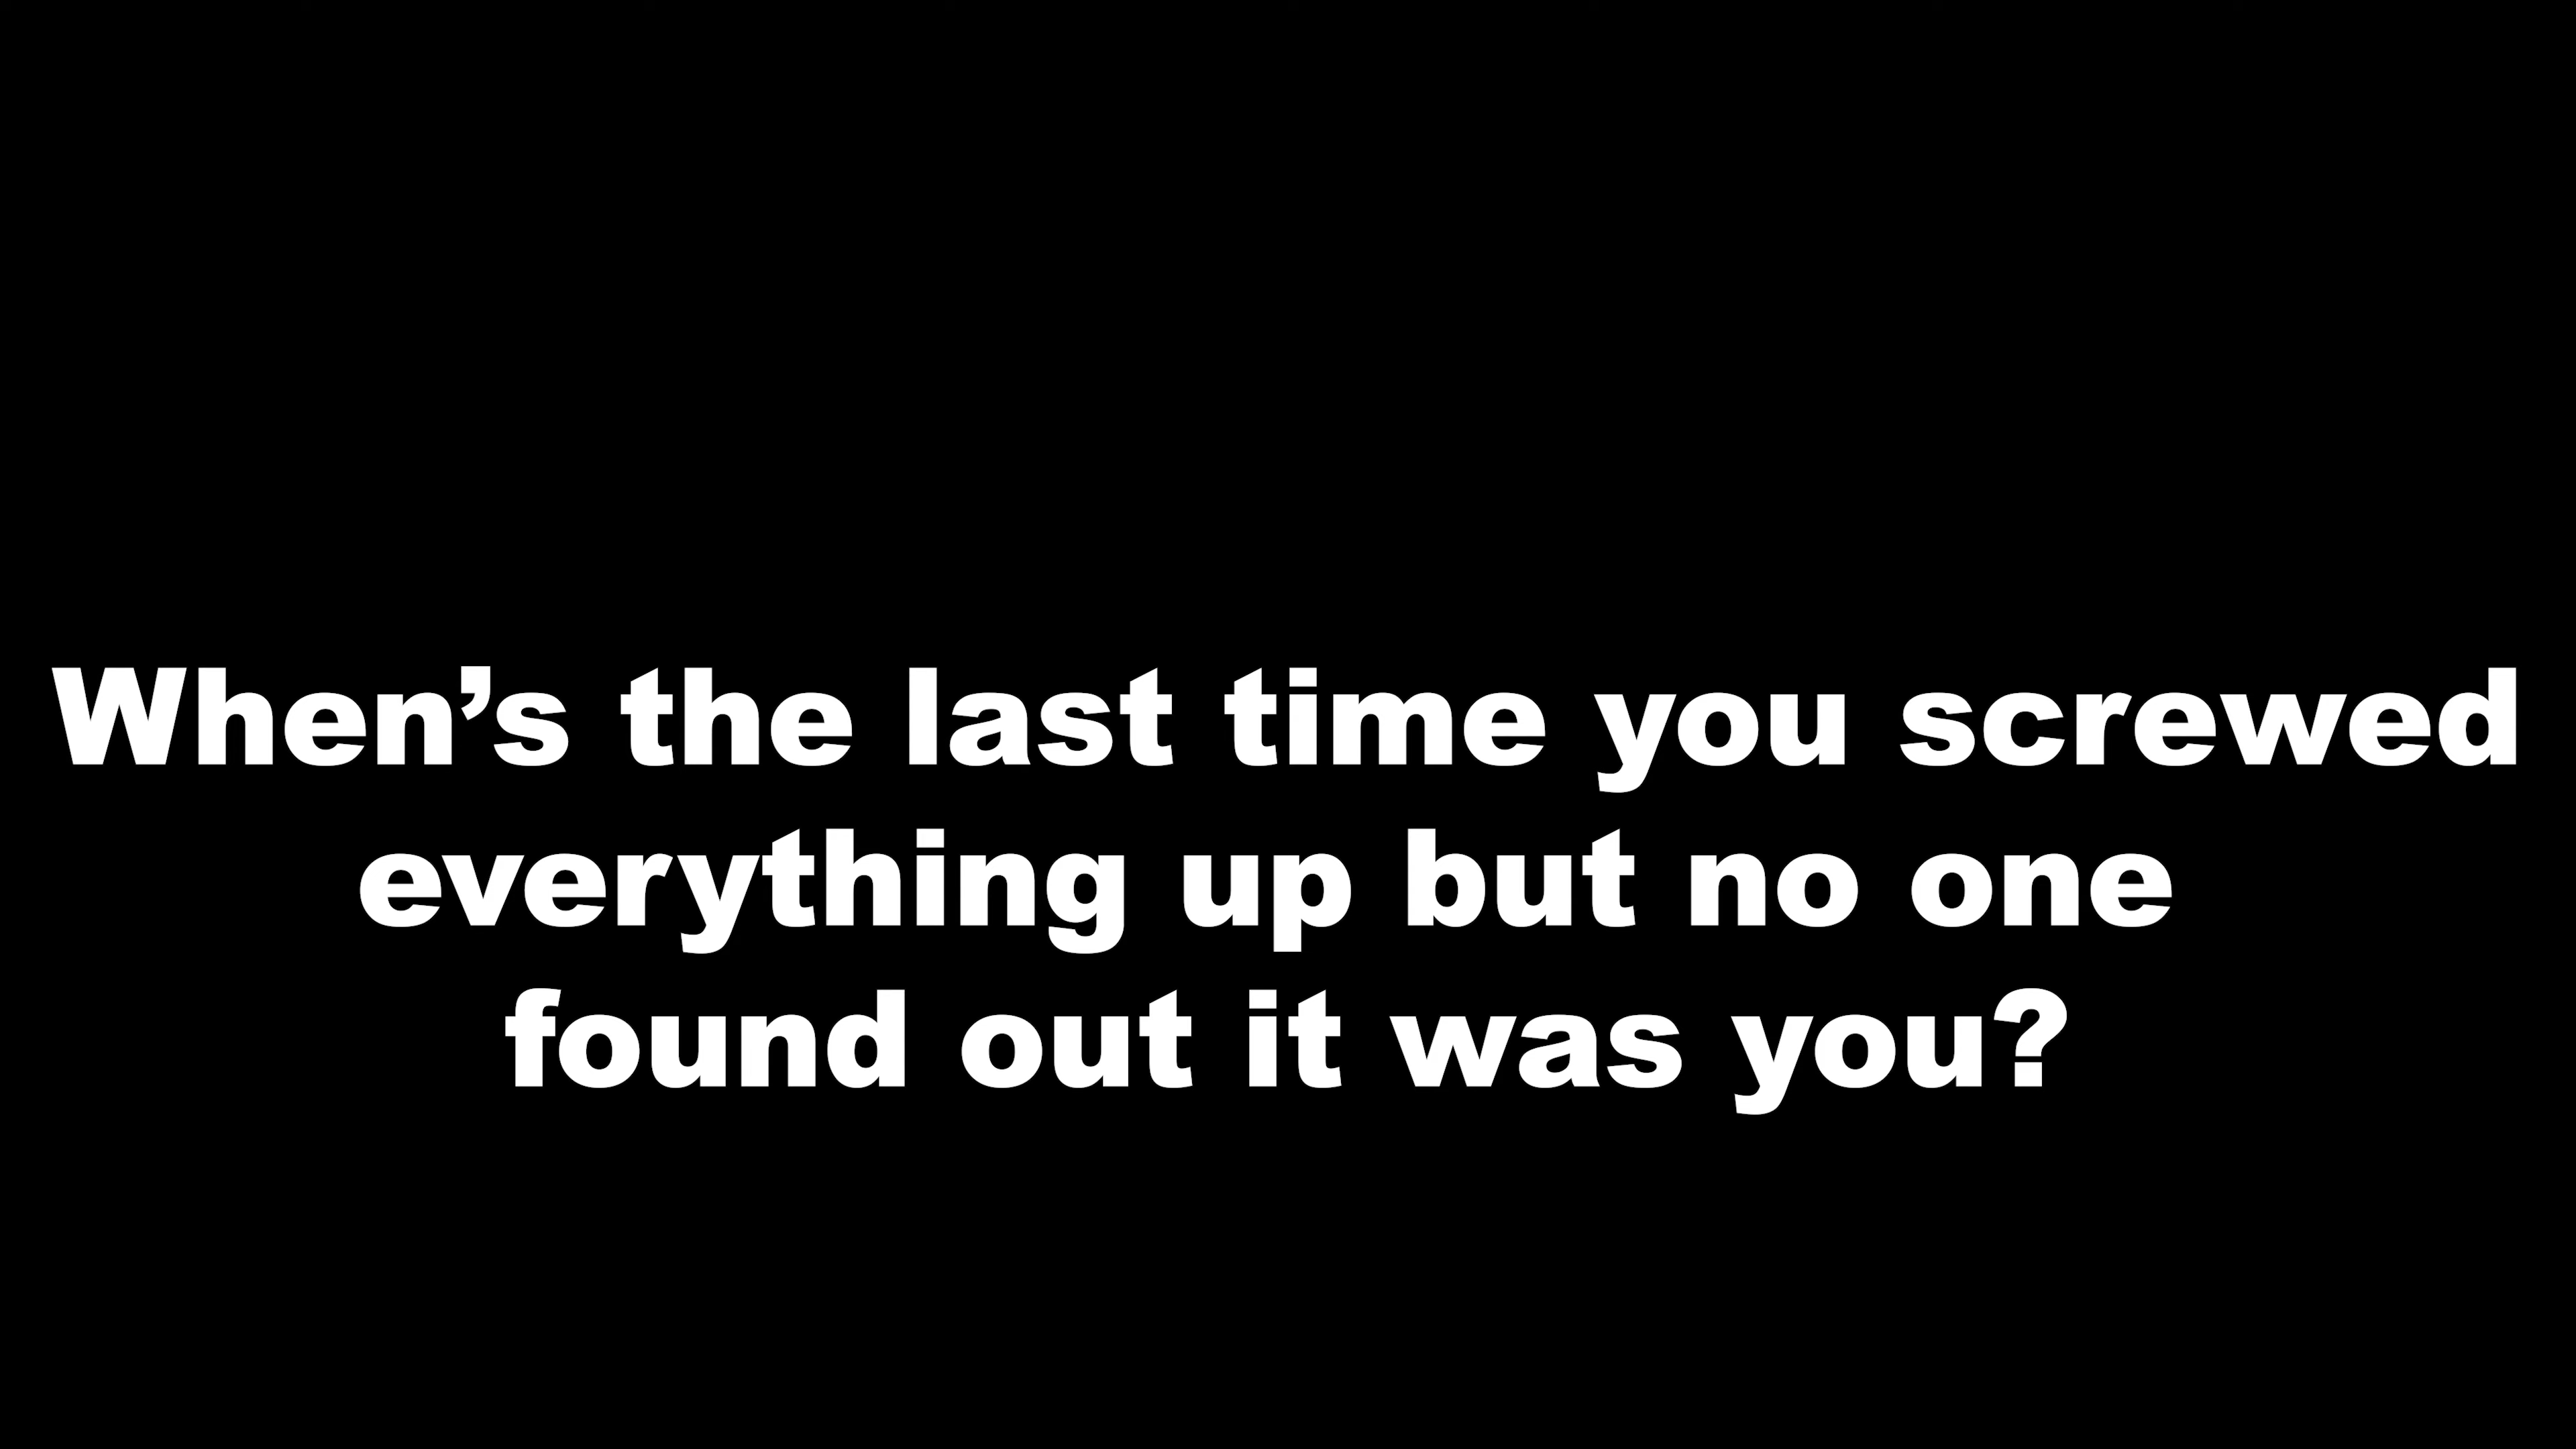 When’s the last time you screwed
everything up but no one
found out it was you?